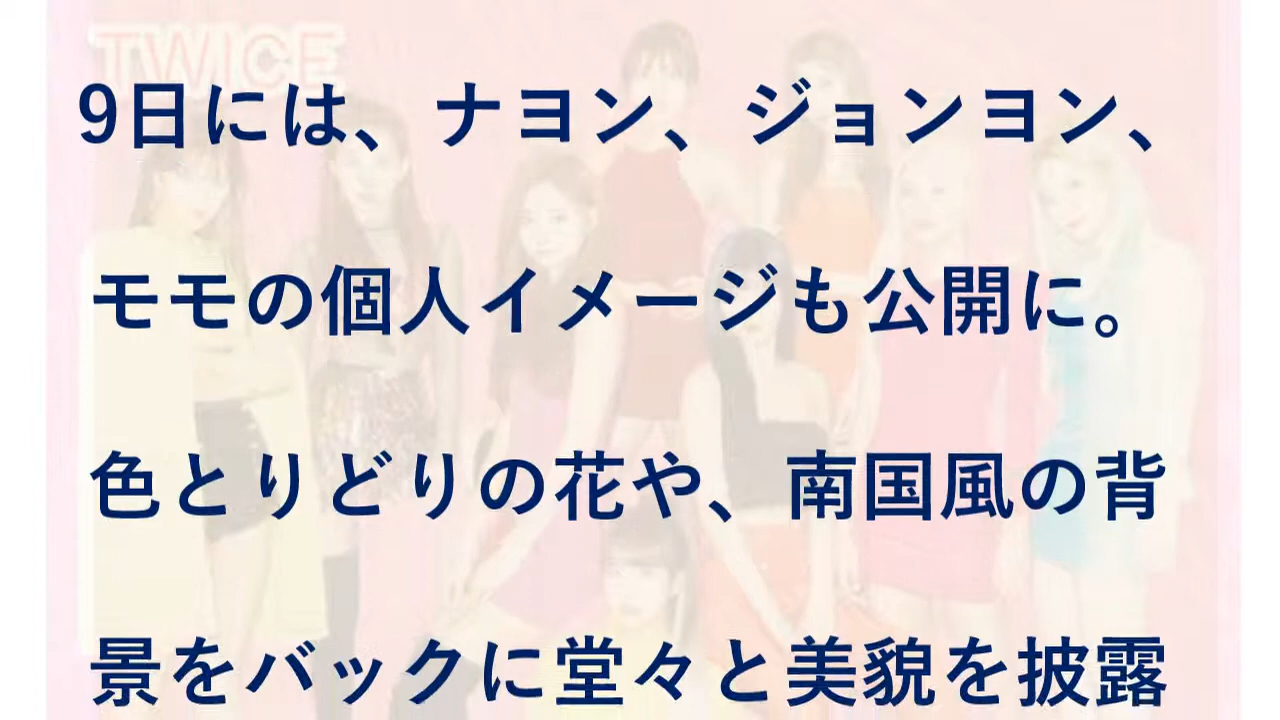 TWICE
9日には、ナヨン、ジョンヨン、
モモの個人イメージも公開に。
色とりどりの花や、南国風の背
景をバックに堂々と美貌を披露